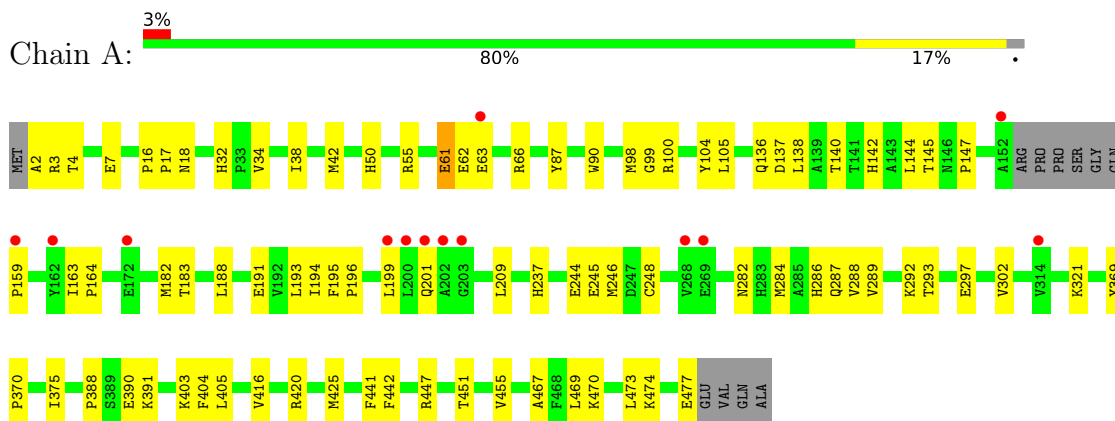 3%
Chain A:
80% 17% •
MET A2 R3 T4 E7 P16 P17 N18 H32 P33 V34 I38 M42 H50 R55 E61 E62 E63 R66 Y87 W90 M98 G99 R100 Y104 L105 Q136 D137 L138 A139 T140 T141 H142 A143 L144 T145 N146 P147 A152 ARG PRO PRO SER GLY GLN
P159 Y162 I163 P164 E172 M182 T183 L188 E191 V192 L193 I194 F195 P196 L199 L200 Q201 A202 G203 L209 H237 E244 E245 M246 D247 C248 V268 E269 N282 H283 M284 A285 H286 Q287 V288 V289 K292 T293 E297 V302 V314 K321
P370 I375 P388 S389 E390 K391 K403 F404 L405 V416 R420 M425 F441 F442 R447 T451 V455 A467 F468 L469 K470 L473 K474 E477 GLU VAL GLN ALA